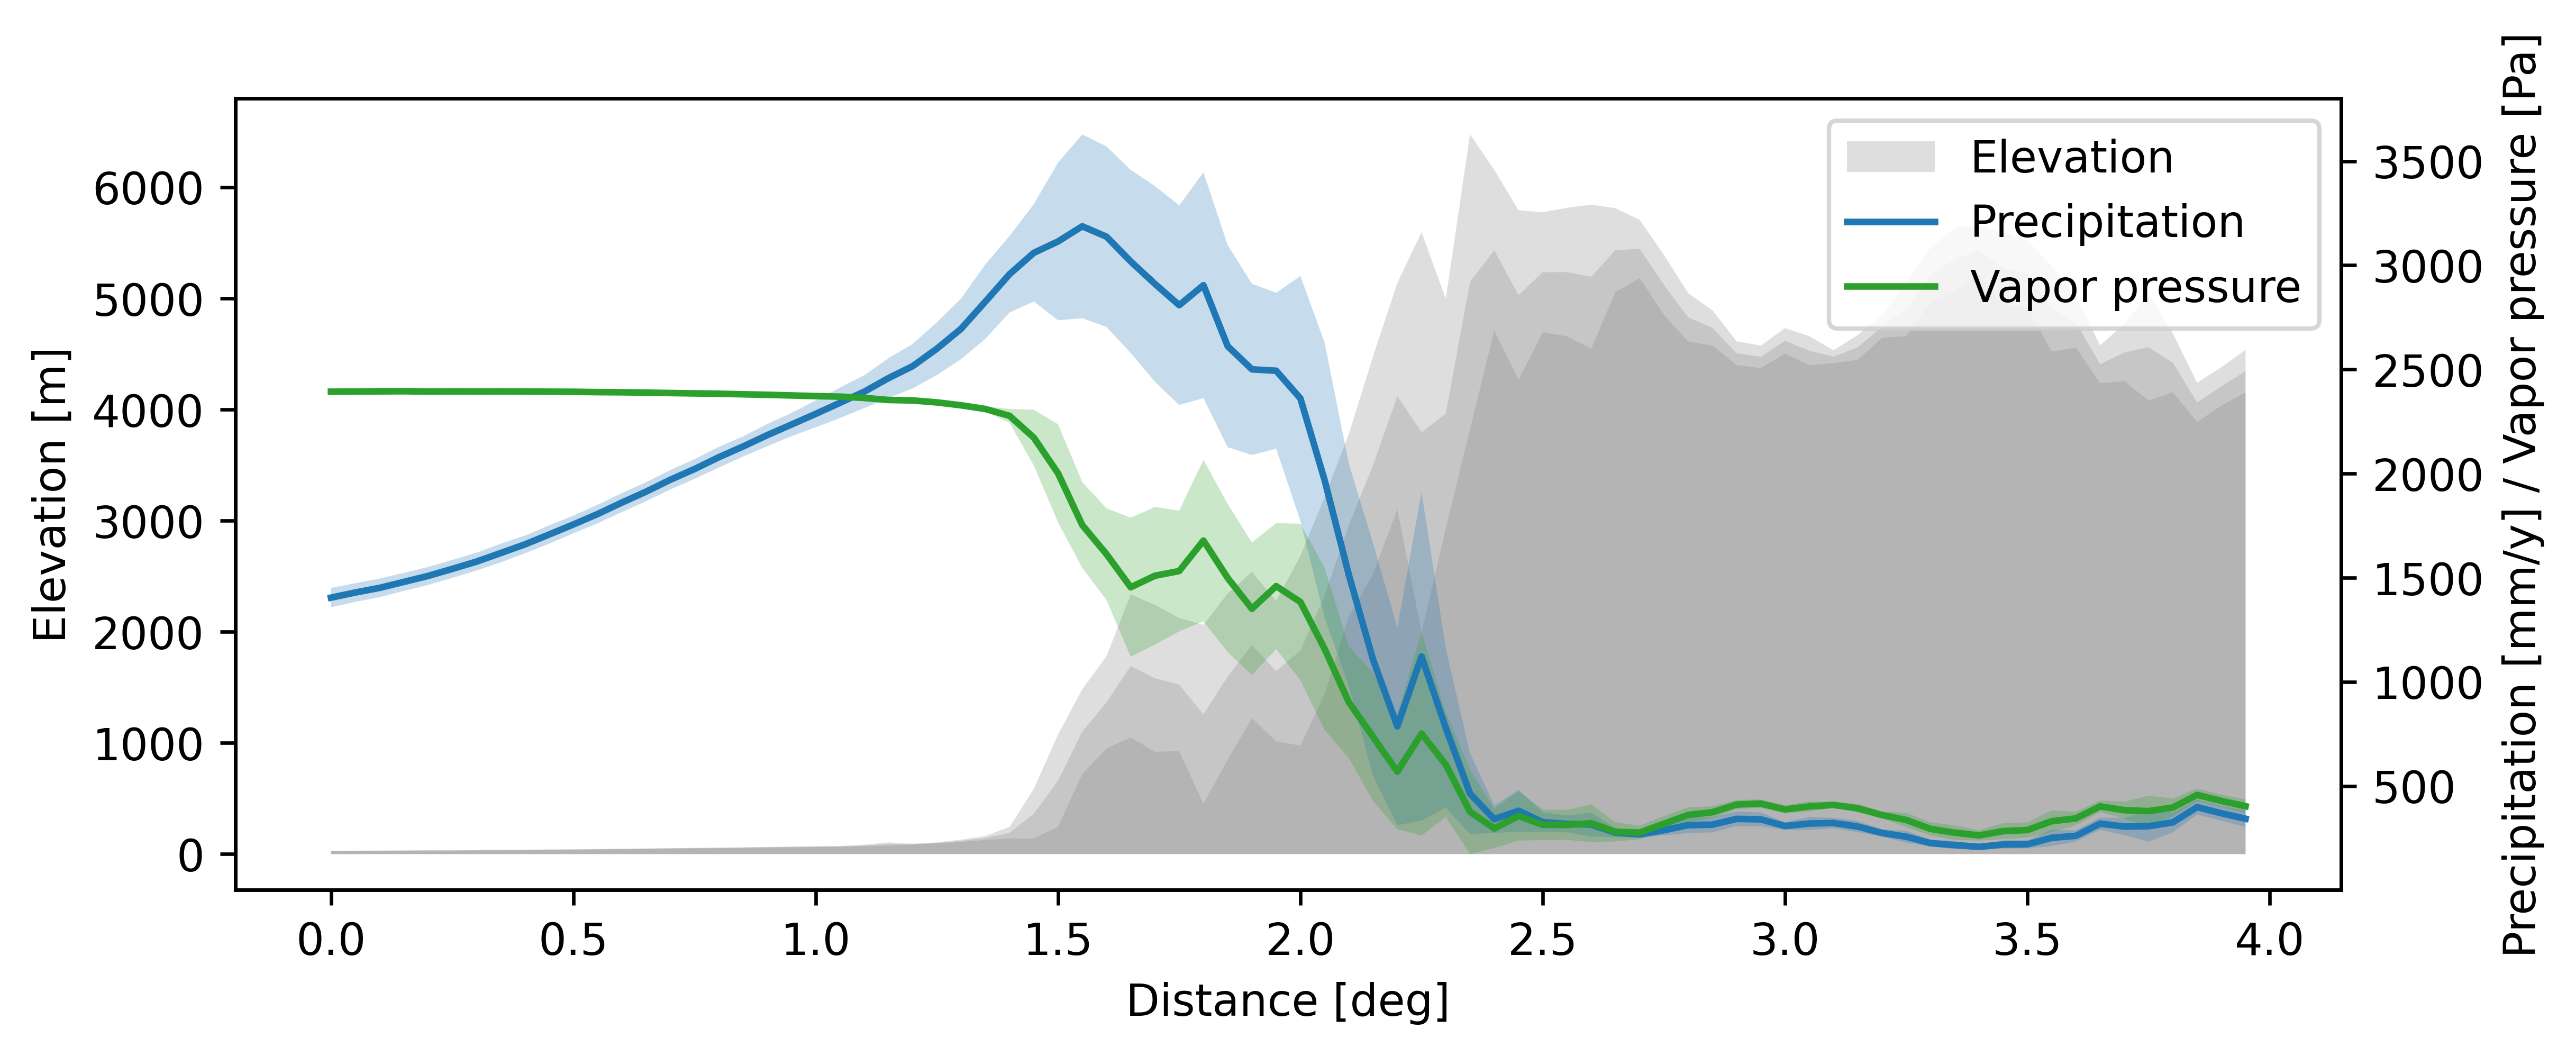 Elevation [m]
6000
5000
4000
3000
2000
1000
0
0.0 0.5 1.0 1.5 2.0 2.5 3.0 3.5 4.0
Distance [deg]
Elevation
Precipitation
Vapor pressure
3500
3000
2500
2000
1500
1000
500
Precipitation [mm/y] / Vapor pressure [Pa]